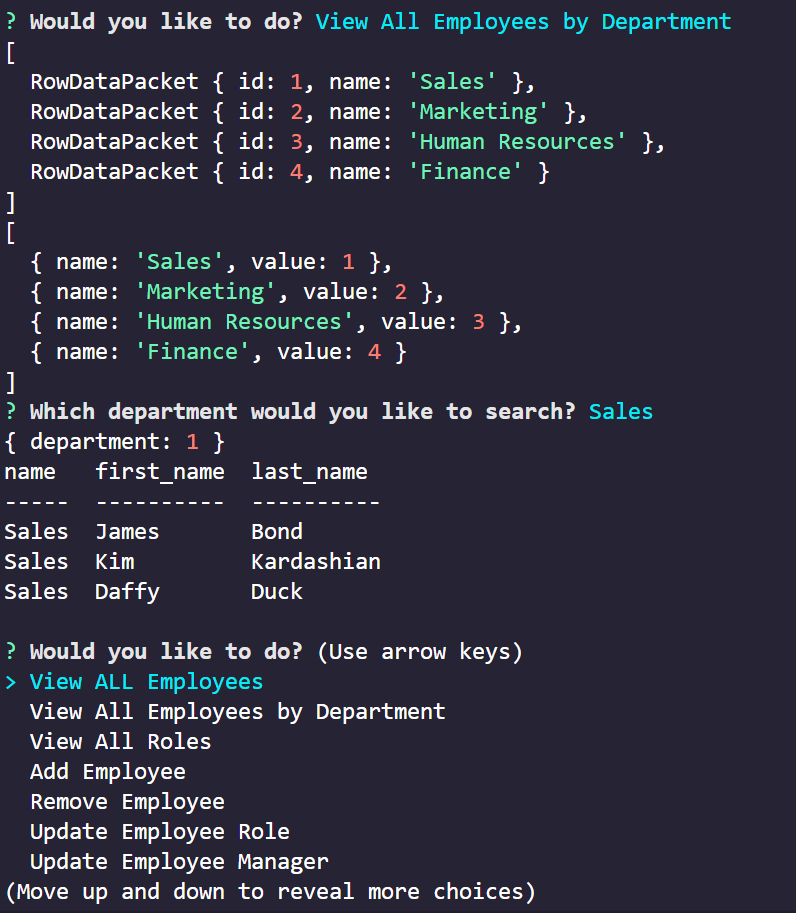 ? Would you like to do? View All Employees by Department
[
  RowDataPacket { id: 1, name: 'Sales' },
  RowDataPacket { id: 2, name: 'Marketing' },
  RowDataPacket { id: 3, name: 'Human Resources' },
  RowDataPacket { id: 4, name: 'Finance' }
]
[
  { name: 'Sales', value: 1 },
  { name: 'Marketing', value: 2 },
  { name: 'Human Resources', value: 3 },
  { name: 'Finance', value: 4 }
]
? Which department would you like to search? Sales
{ department: 1 }
name   first_name  last_name
-----  ----------  ----------
Sales  James       Bond
Sales  Kim         Kardashian
Sales  Daffy       Duck

? Would you like to do? (Use arrow keys)
> View ALL Employees
  View All Employees by Department
  View All Roles
  Add Employee
  Remove Employee
  Update Employee Role
  Update Employee Manager
(Move up and down to reveal more choices)